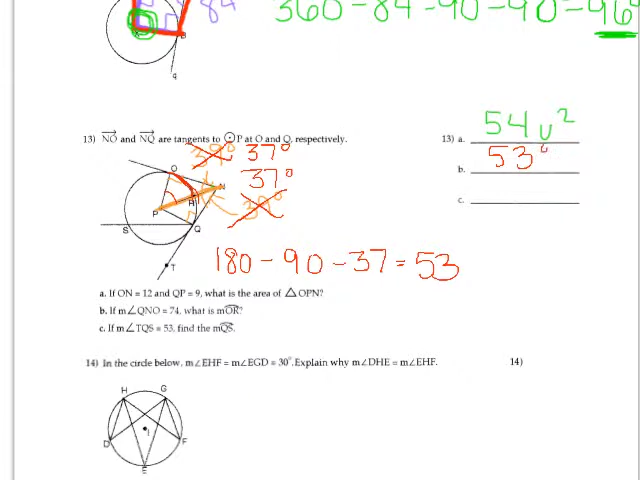 84
360 - 84 - 90 - 90 = 96°
B
q
13) NO and NQ are tangents to ⊙P at O and Q, respectively.
13) a. 54 u²
b. 53°
c.
39° 37°
37°
39°
O
N
R
P
S
Q
T
180 - 90 - 37 = 53
a. If ON = 12 and QP = 9, what is the area of △OPN?
b. If m∠QNO = 74, what is mOR?
c. If m∠TQS = 53, find the mQS.
14) In the circle below, m∠EHF = m∠EGD = 30°. Explain why m∠DHE = m∠EHF.
14)
H G
I
D F
E